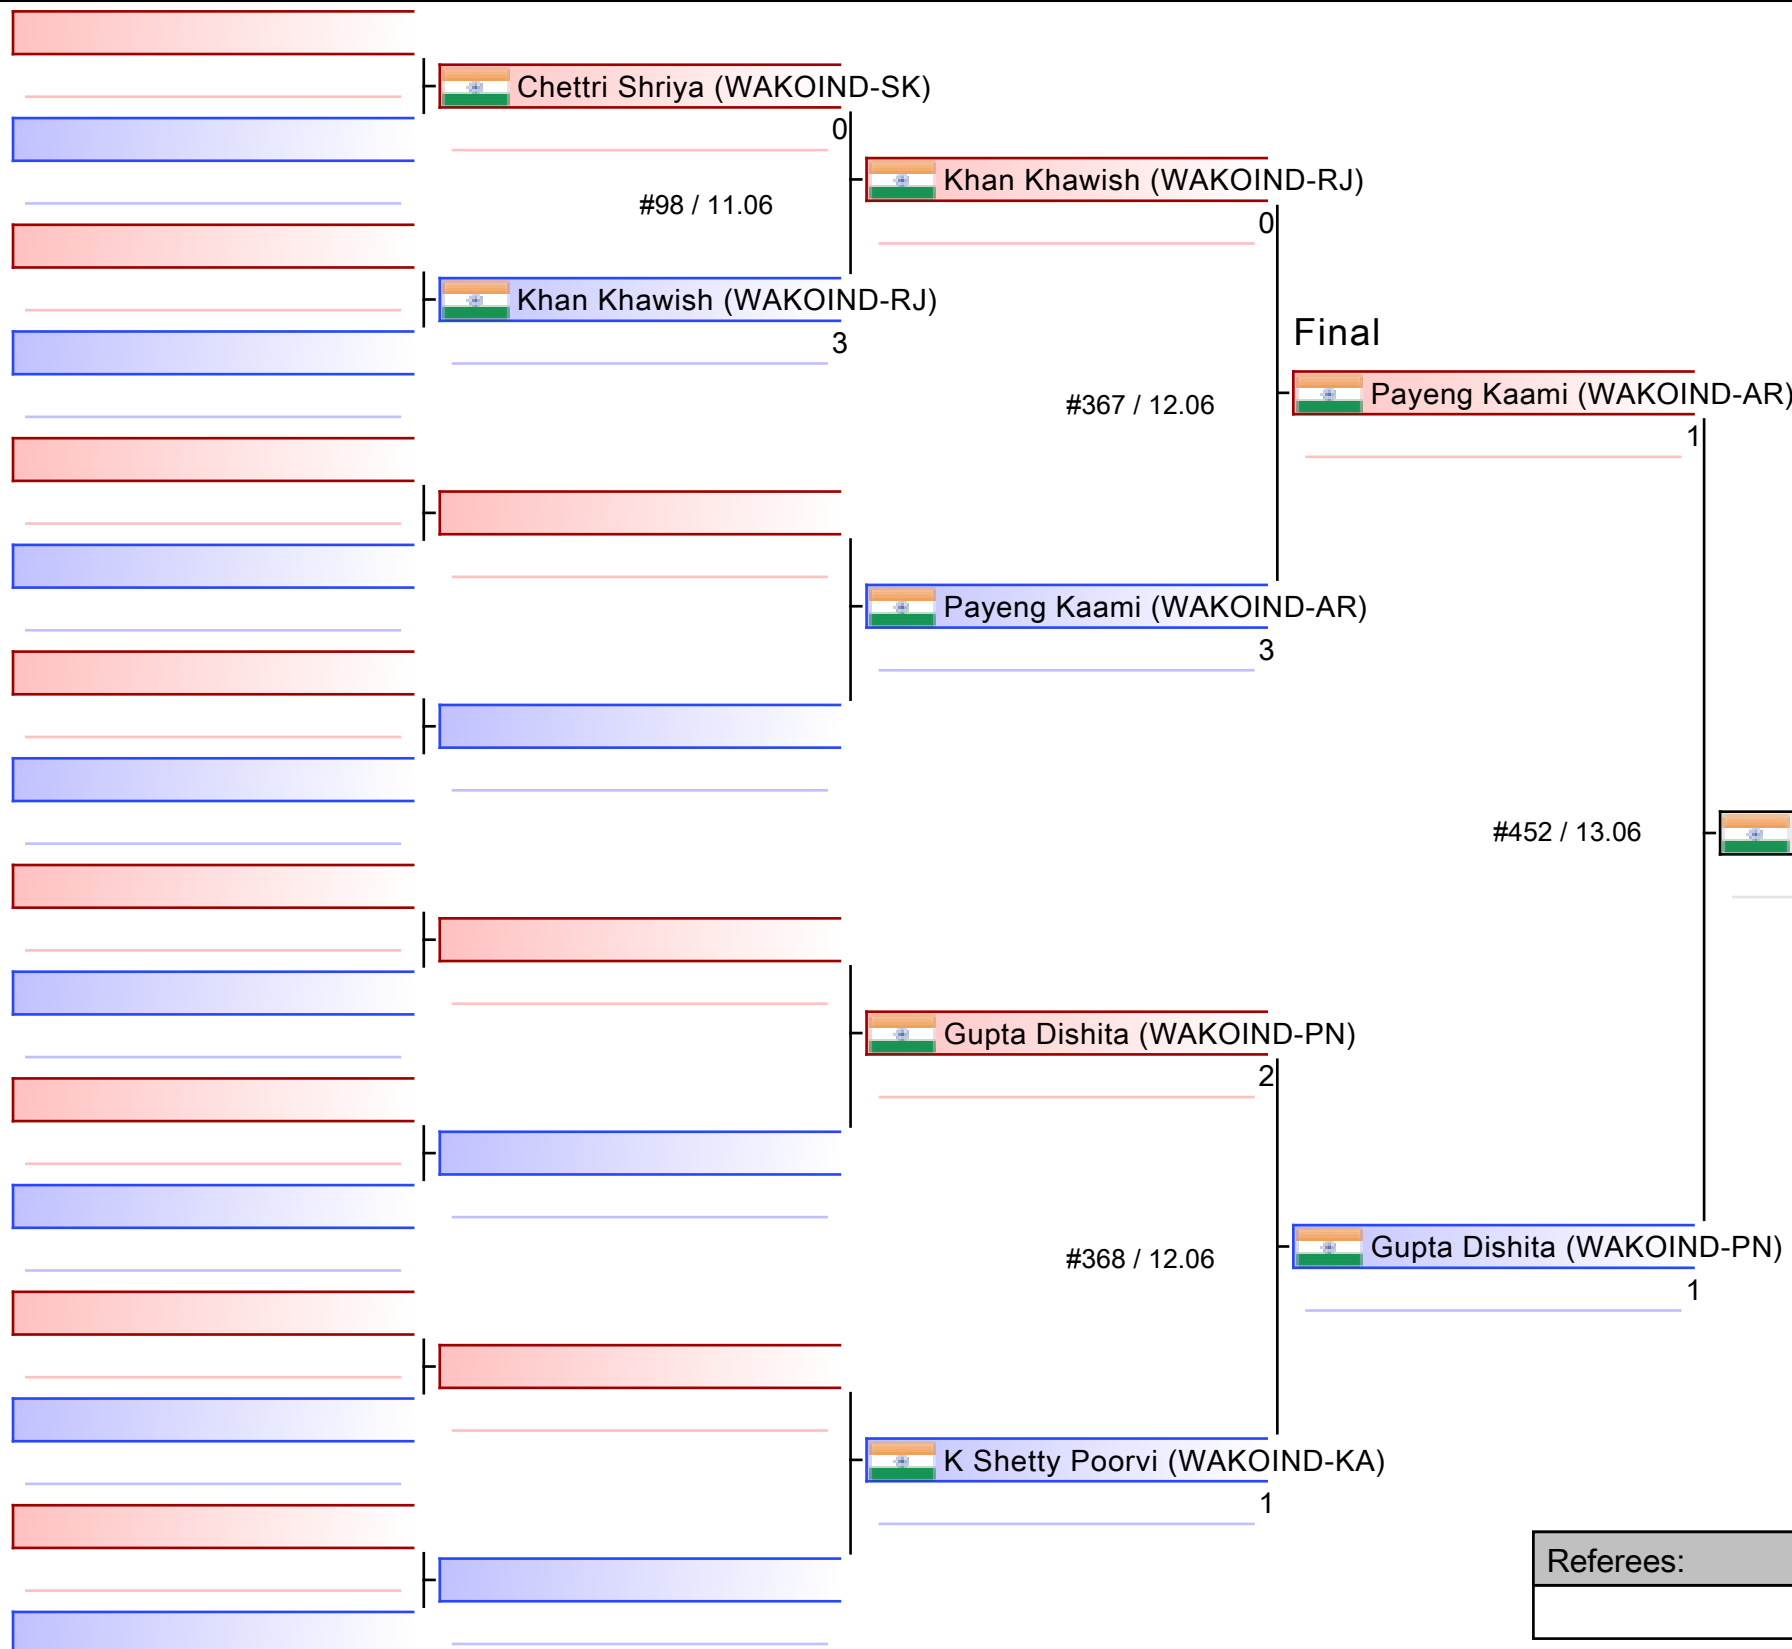 Chettri Shriya (WAKOIND-SK)
0
Khan Khawish (WAKOIND-RJ)
#98 / 11.06
0
Khan Khawish (WAKOIND-RJ)
3
Final
Payeng Kaami (WAKOIND-AR)
#367 / 12.06
1
Payeng Kaami (WAKOIND-AR)
3
#452 / 13.06
Gupta Dishita (WAKOIND-PN)
2
Gupta Dishita (WAKOIND-PN)
#368 / 12.06
1
K Shetty Poorvi (WAKOIND-KA)
1
Referees: